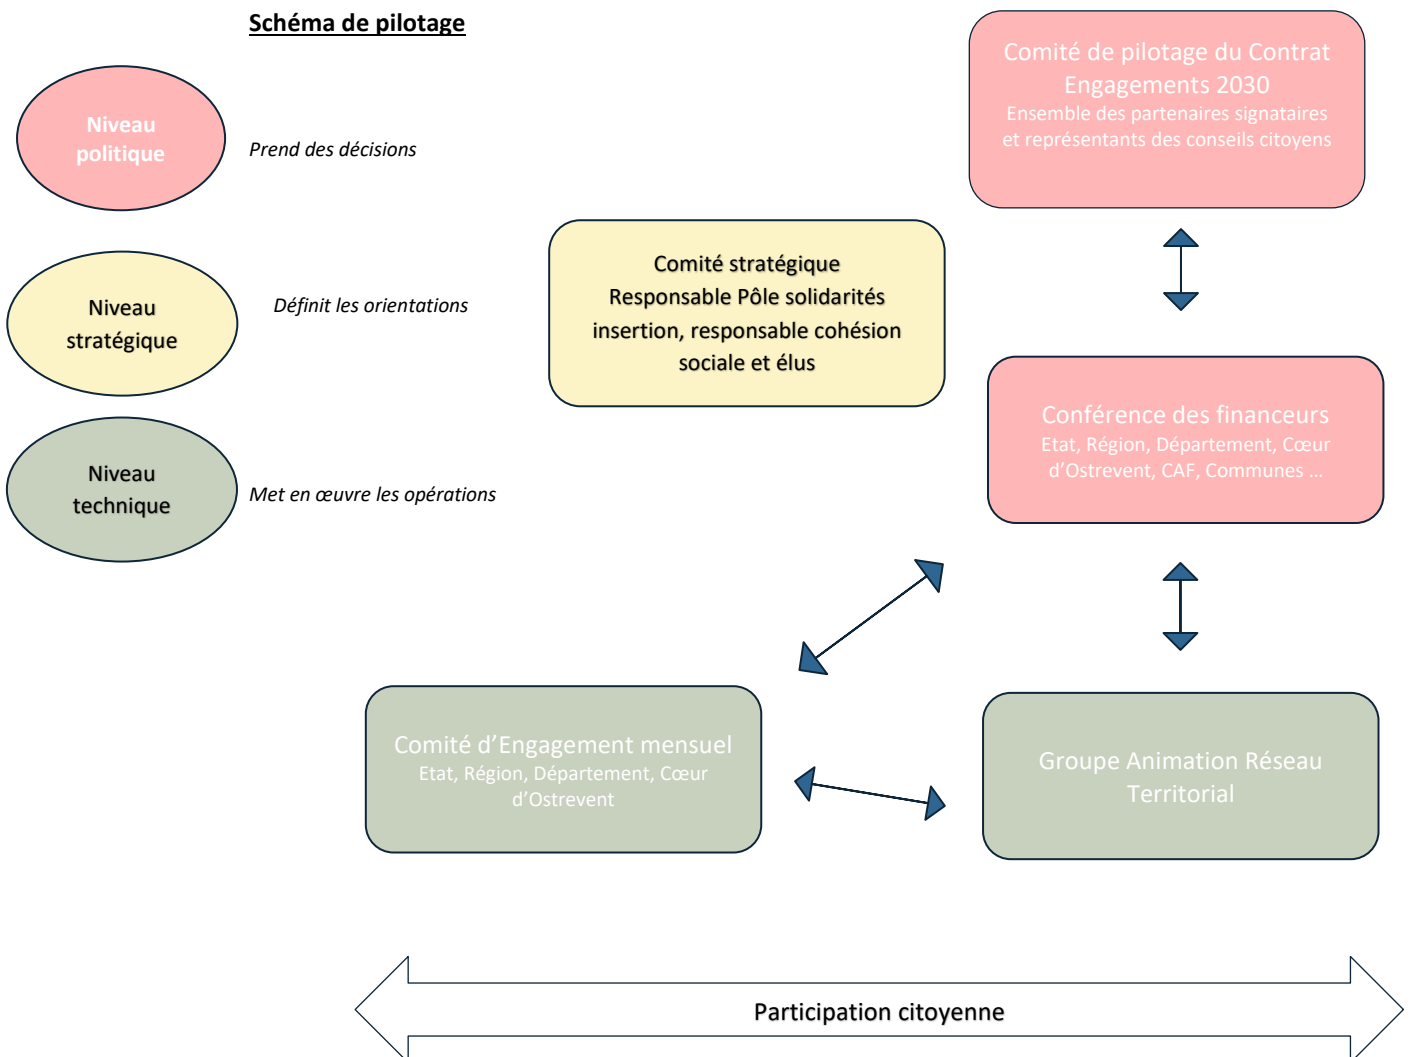 Schéma de pilotage
Niveau
politique
Prend des décisions
Niveau
stratégique
Définit les orientations
Niveau
technique
Met en œuvre les opérations
Comité de pilotage du Contrat
Engagements 2030
Ensemble des partenaires signataires
et représentants des conseils citoyens
Comité stratégique
Responsable Pôle solidarités
insertion, responsable cohésion
sociale et élus
Conférence des financeurs
Etat, Région, Département, Cœur
d’Ostrevent, CAF, Communes ...
Comité d’Engagement mensuel
Etat, Région, Département, Cœur
d’Ostrevent
Groupe Animation Réseau
Territorial
Participation citoyenne